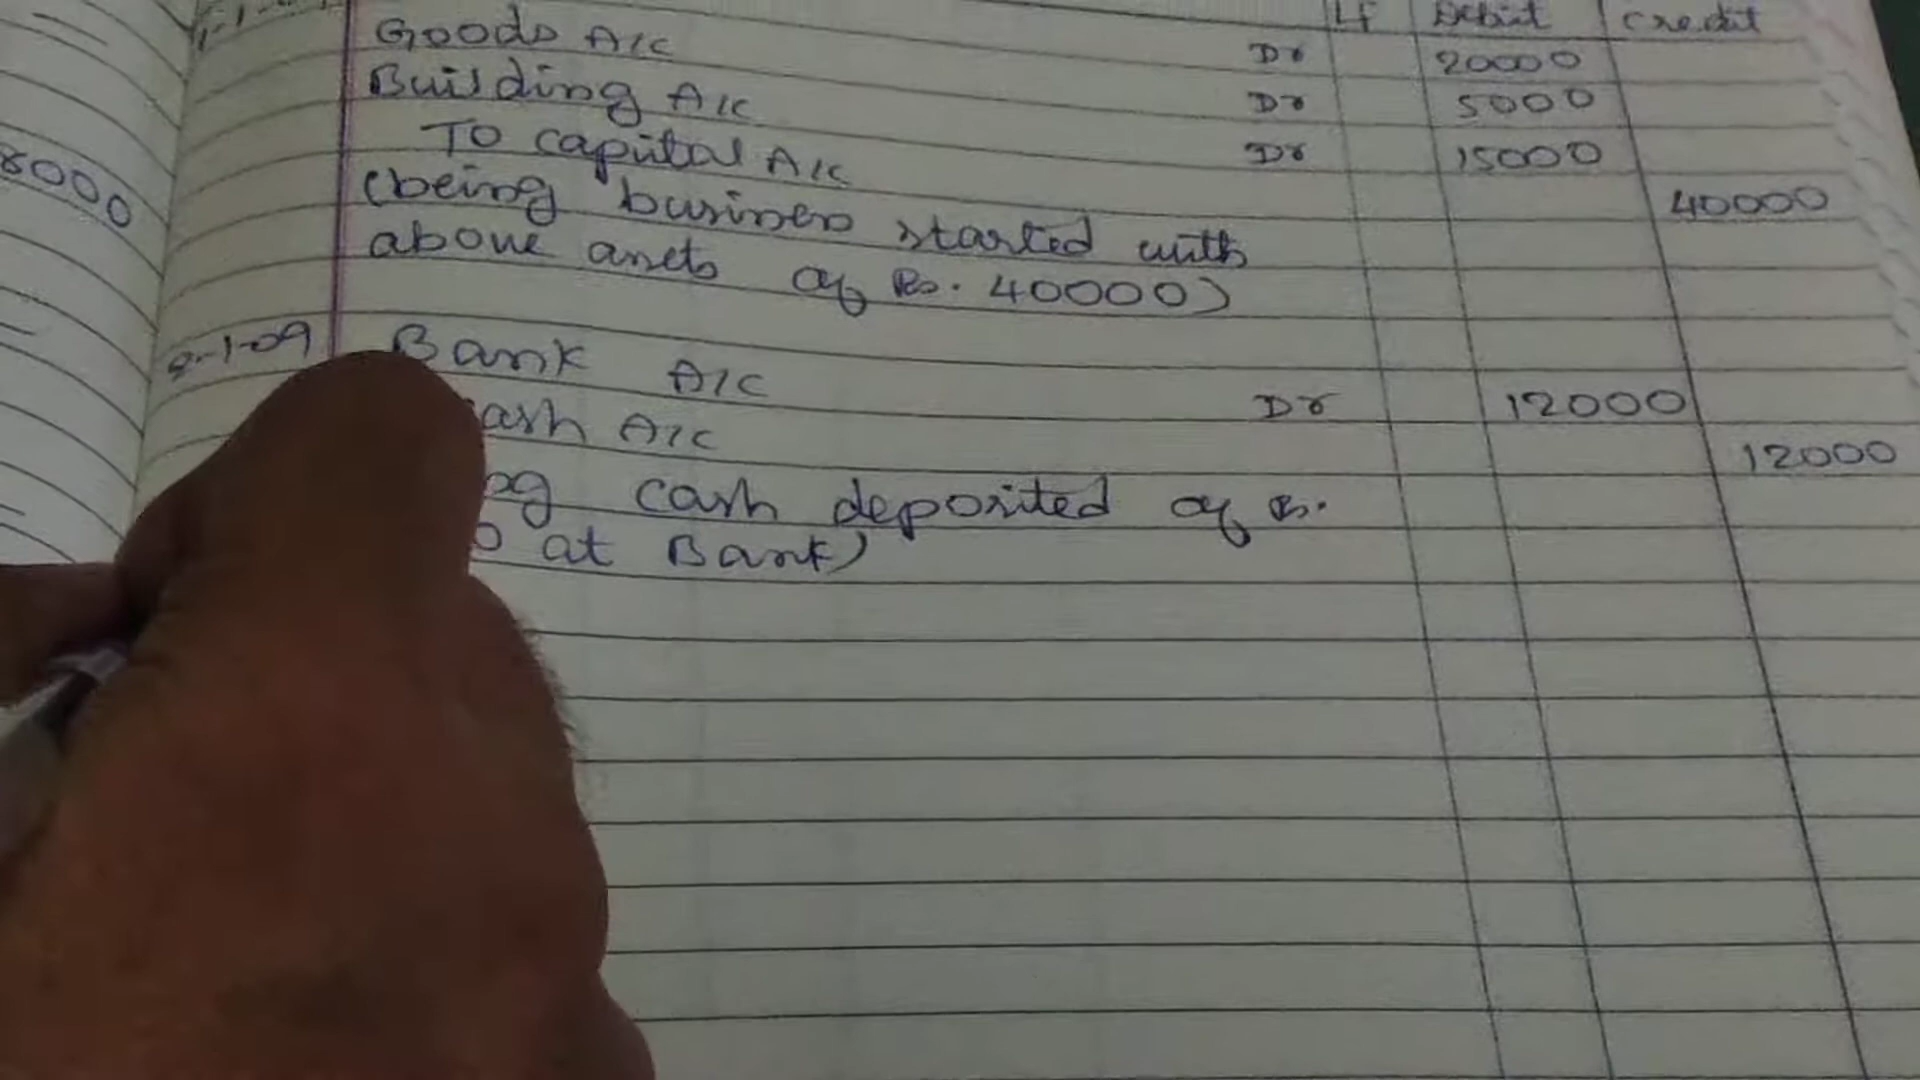 LF Debit Credit
Goods A/C Dr 20000
Building A/C Dr 5000
To capital A/C Dr 15000
40000
(being business started with
above assets of Rs. 40000)
8000
Bank A/C Dr 12000
cash A/C 12000
cash deposited of Rs.
at Bank)